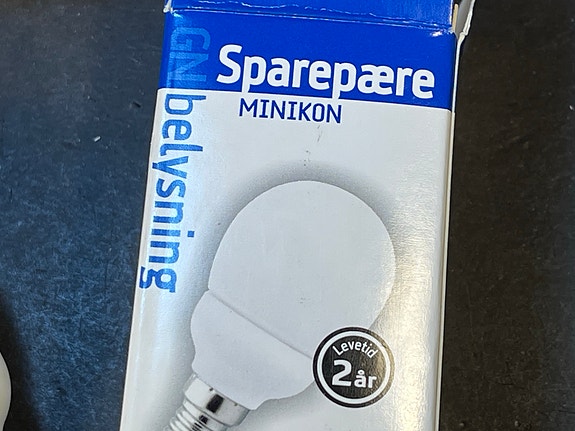 Sparepære
MINIKON
GN belysning
Levetid
2 år